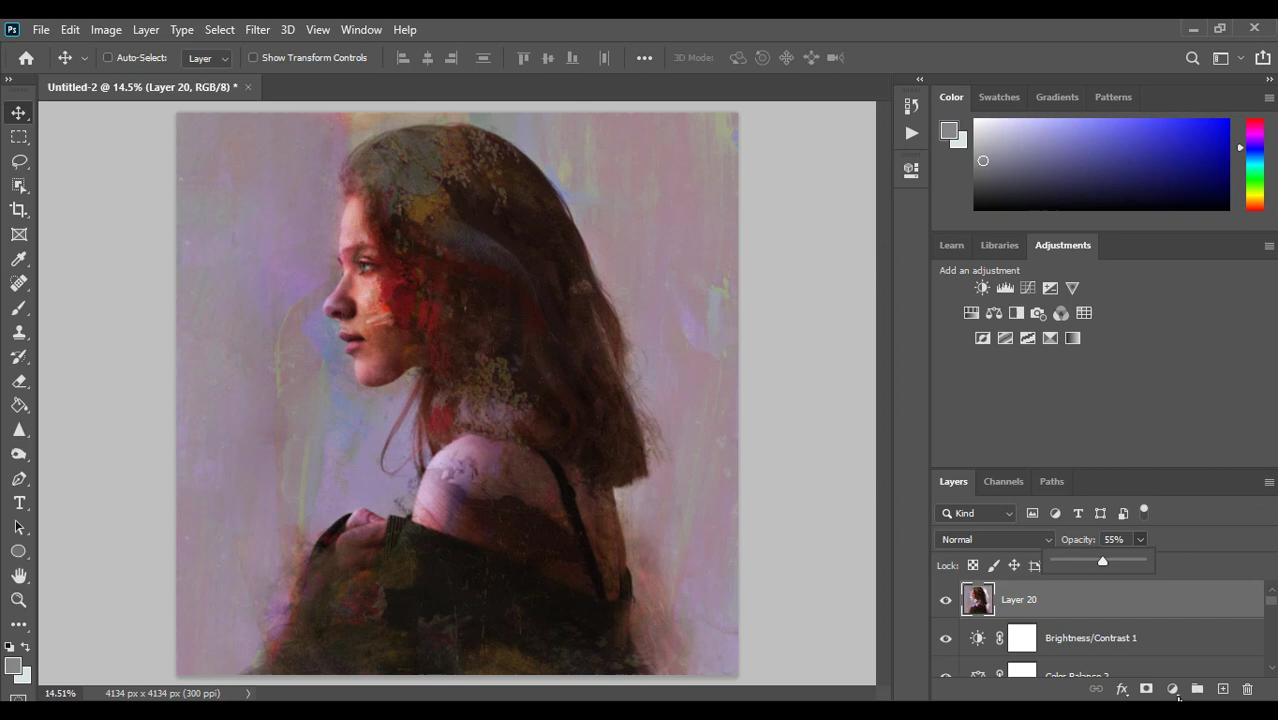 Ps File Edit Image Layer Type Select Filter 3D View Window Help
Auto-Select: Layer Show Transform Controls 3D Mode:
Untitled-2 @ 14.5% (Layer 20, RGB/8) *
Color Swatches Gradients Patterns
Learn Libraries Adjustments
Add an adjustment
Layers Channels Paths
Kind
Normal Opacity: 55%
Lock:
Layer 20
Brightness/Contrast 1
Color Balance 2
14.51% 4134 px x 4134 px (300 ppi)